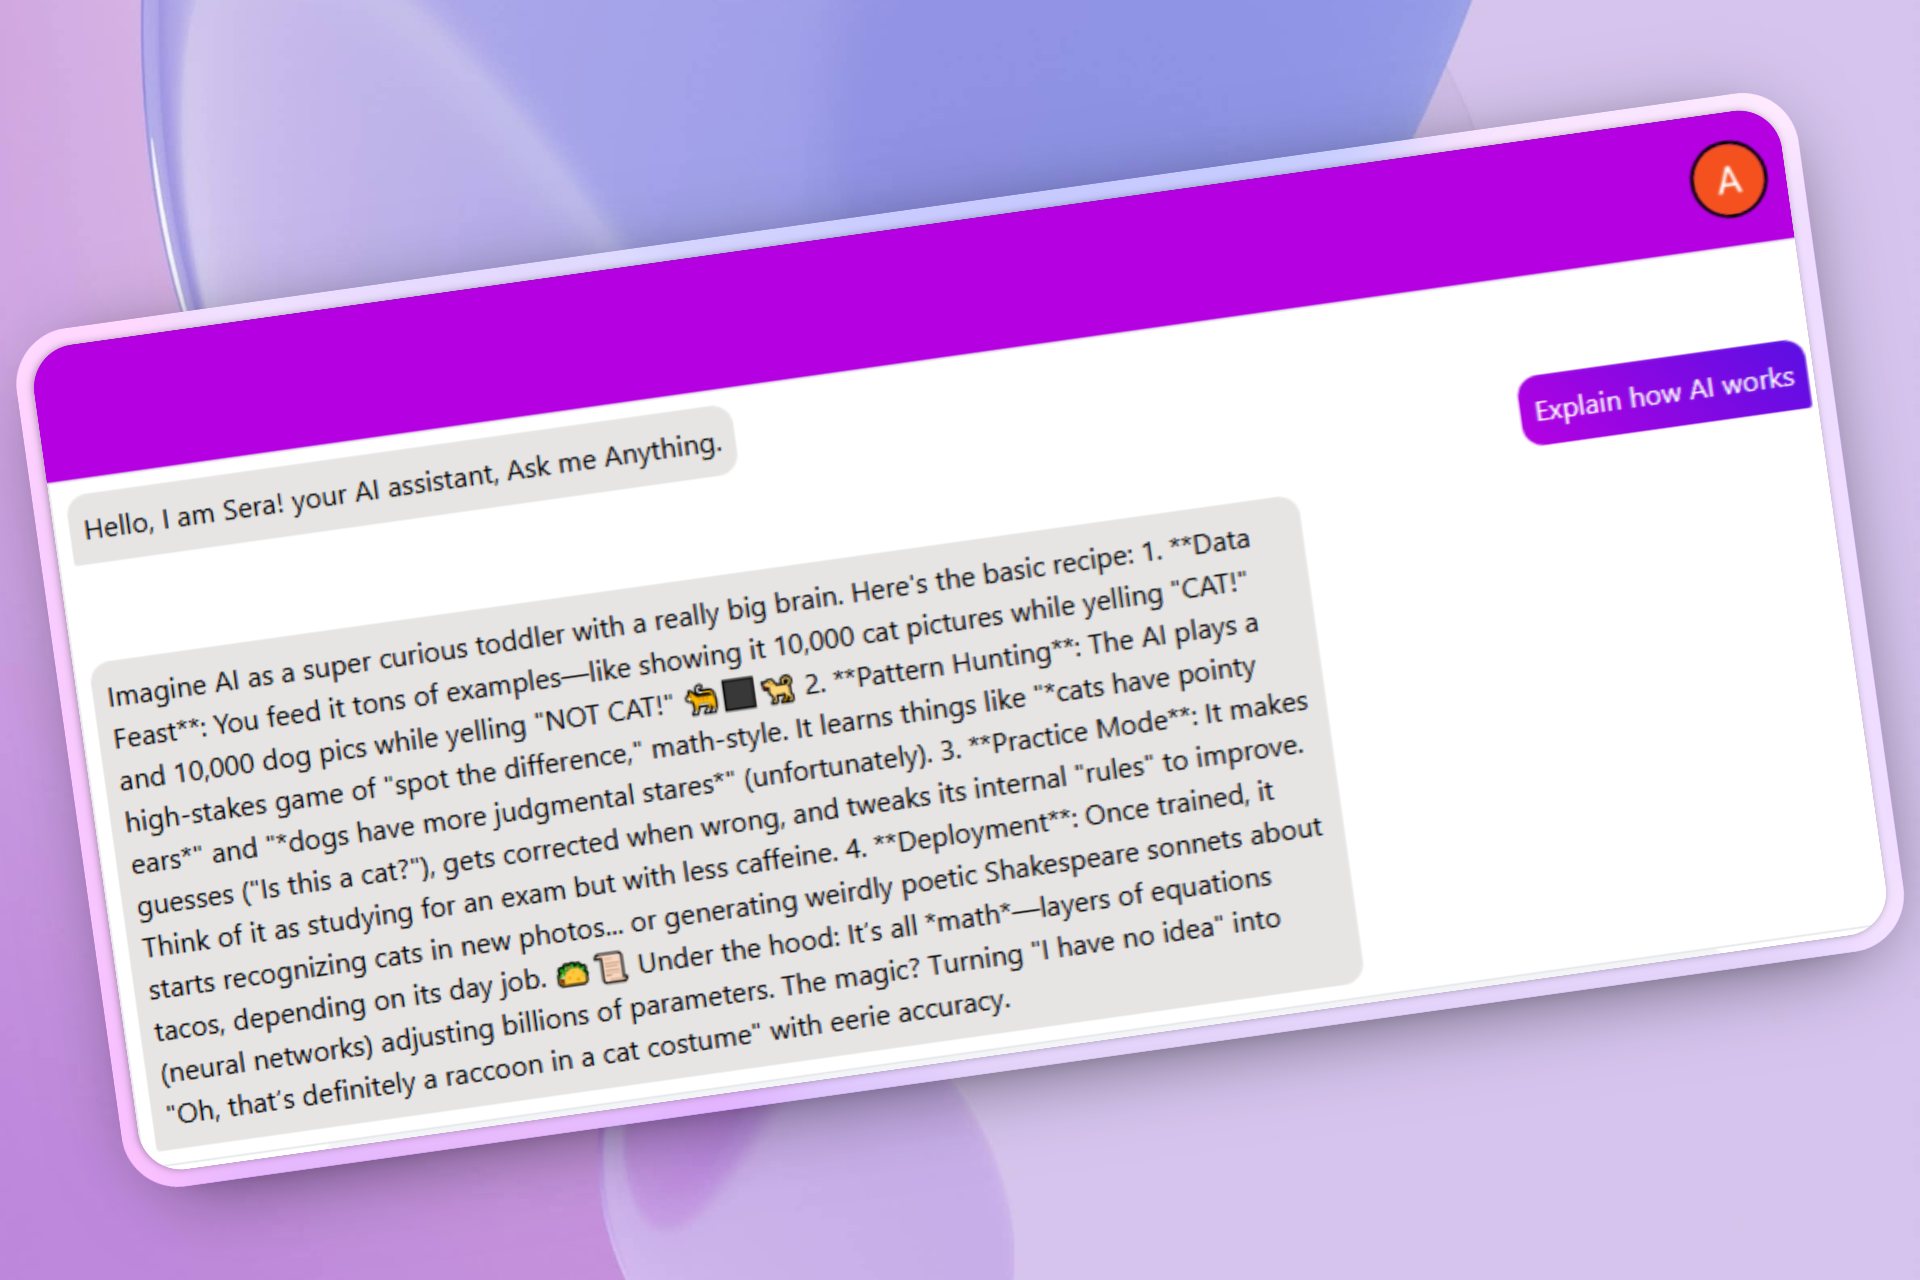 A
Explain how AI works
Hello, I am Sera! your AI assistant, Ask me Anything.
Imagine AI as a super curious toddler with a really big brain. Here's the basic recipe: 1. **Data
Feast**: You feed it tons of examples—like showing it 10,000 cat pictures while yelling "CAT!"
and 10,000 dog pics while yelling "NOT CAT!" 🐈⬛🐕 2. **Pattern Hunting**: The AI plays a
high-stakes game of "spot the difference," math-style. It learns things like "*cats have pointy
ears*" and "*dogs have more judgmental stares*" (unfortunately). 3. **Practice Mode**: It makes
guesses ("Is this a cat?"), gets corrected when wrong, and tweaks its internal "rules" to improve.
Think of it as studying for an exam but with less caffeine. 4. **Deployment**: Once trained, it
starts recognizing cats in new photos... or generating weirdly poetic Shakespeare sonnets about
tacos, depending on its day job. 🌮📜 Under the hood: It’s all *math*—layers of equations
(neural networks) adjusting billions of parameters. The magic? Turning "I have no idea" into
"Oh, that’s definitely a raccoon in a cat costume" with eerie accuracy.